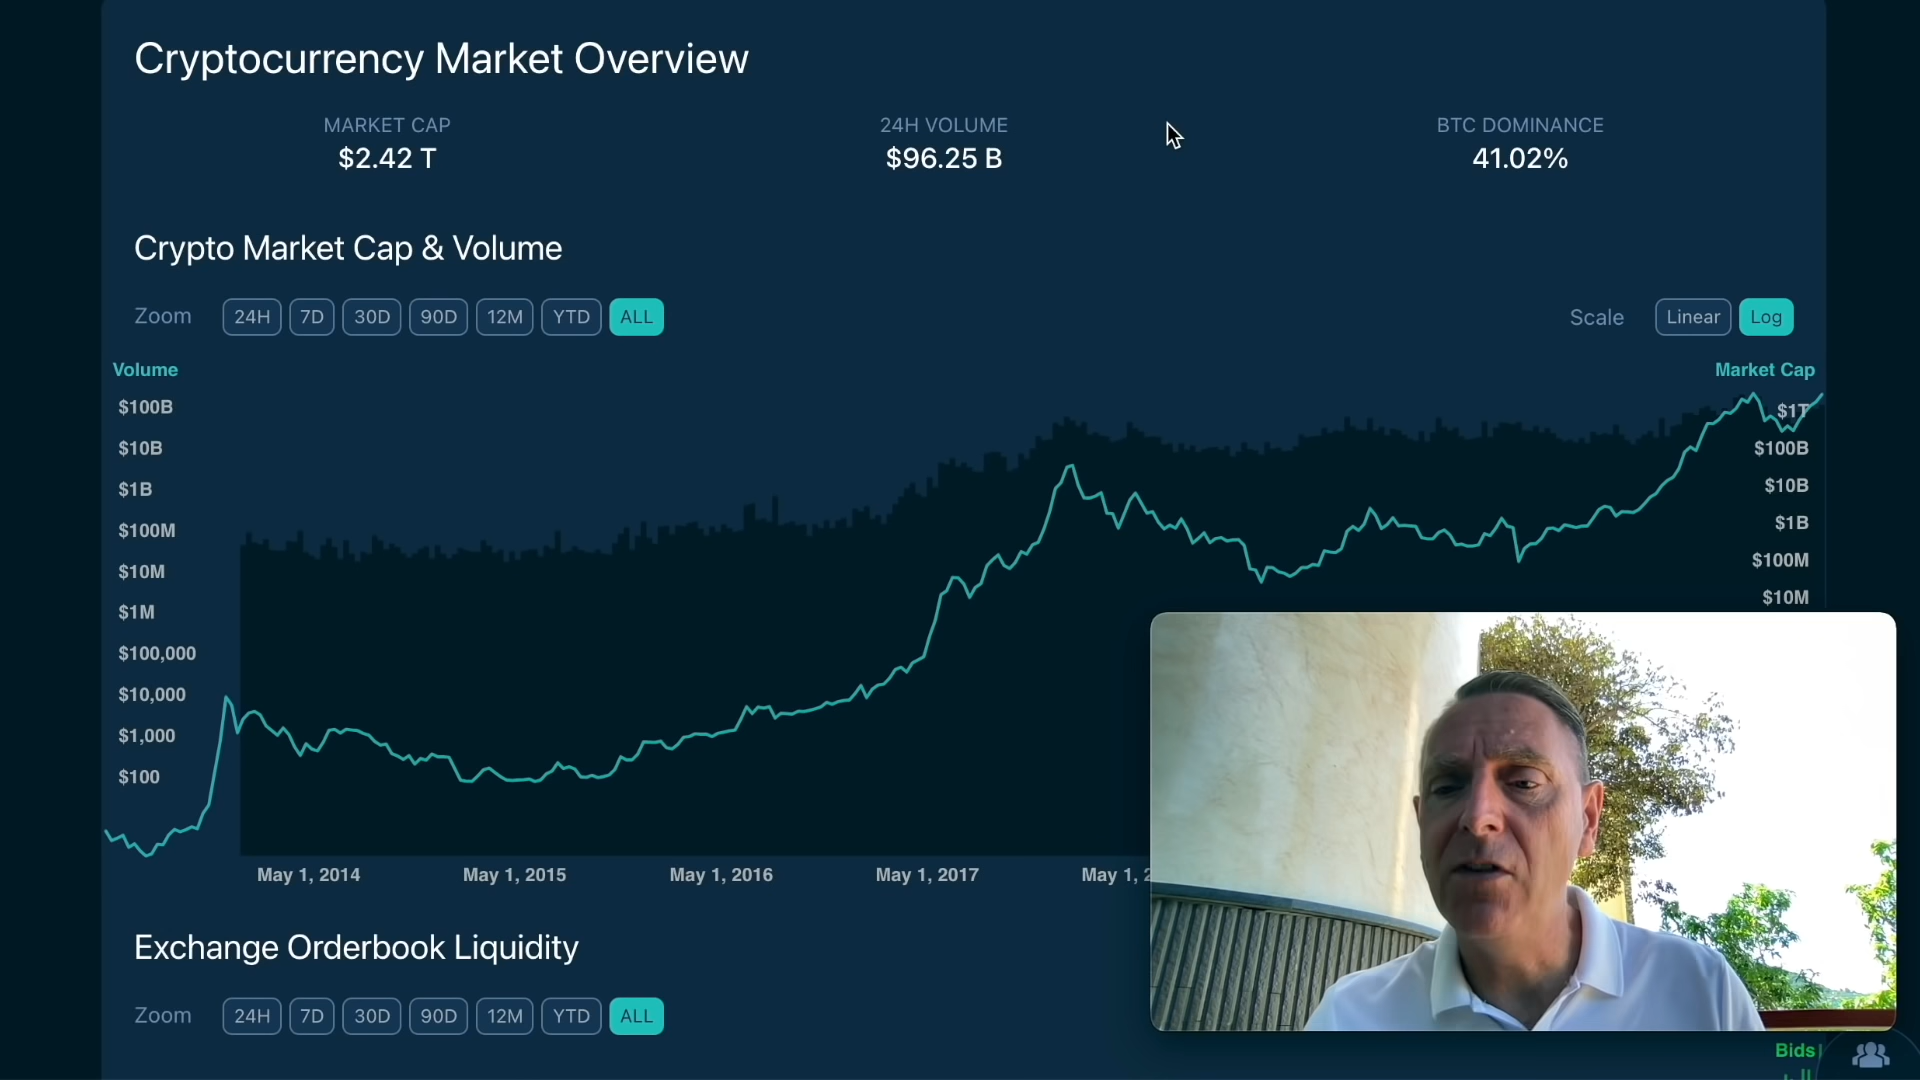 Cryptocurrency Market Overview
MARKET CAP
$2.42 T
24H VOLUME
$96.25 B
BTC DOMINANCE
41.02%
Crypto Market Cap & Volume
Zoom 24H 7D 30D 90D 12M YTD ALL
Scale Linear Log
Volume
$100B
$10B
$1B
$100M
$10M
$1M
$100,000
$10,000
$1,000
$100
Market Cap
$1T
$100B
$10B
$1B
$100M
$10M
May 1, 2014 May 1, 2015 May 1, 2016 May 1, 2017 May 1, 2
Exchange Orderbook Liquidity
Zoom 24H 7D 30D 90D 12M YTD ALL
Bids